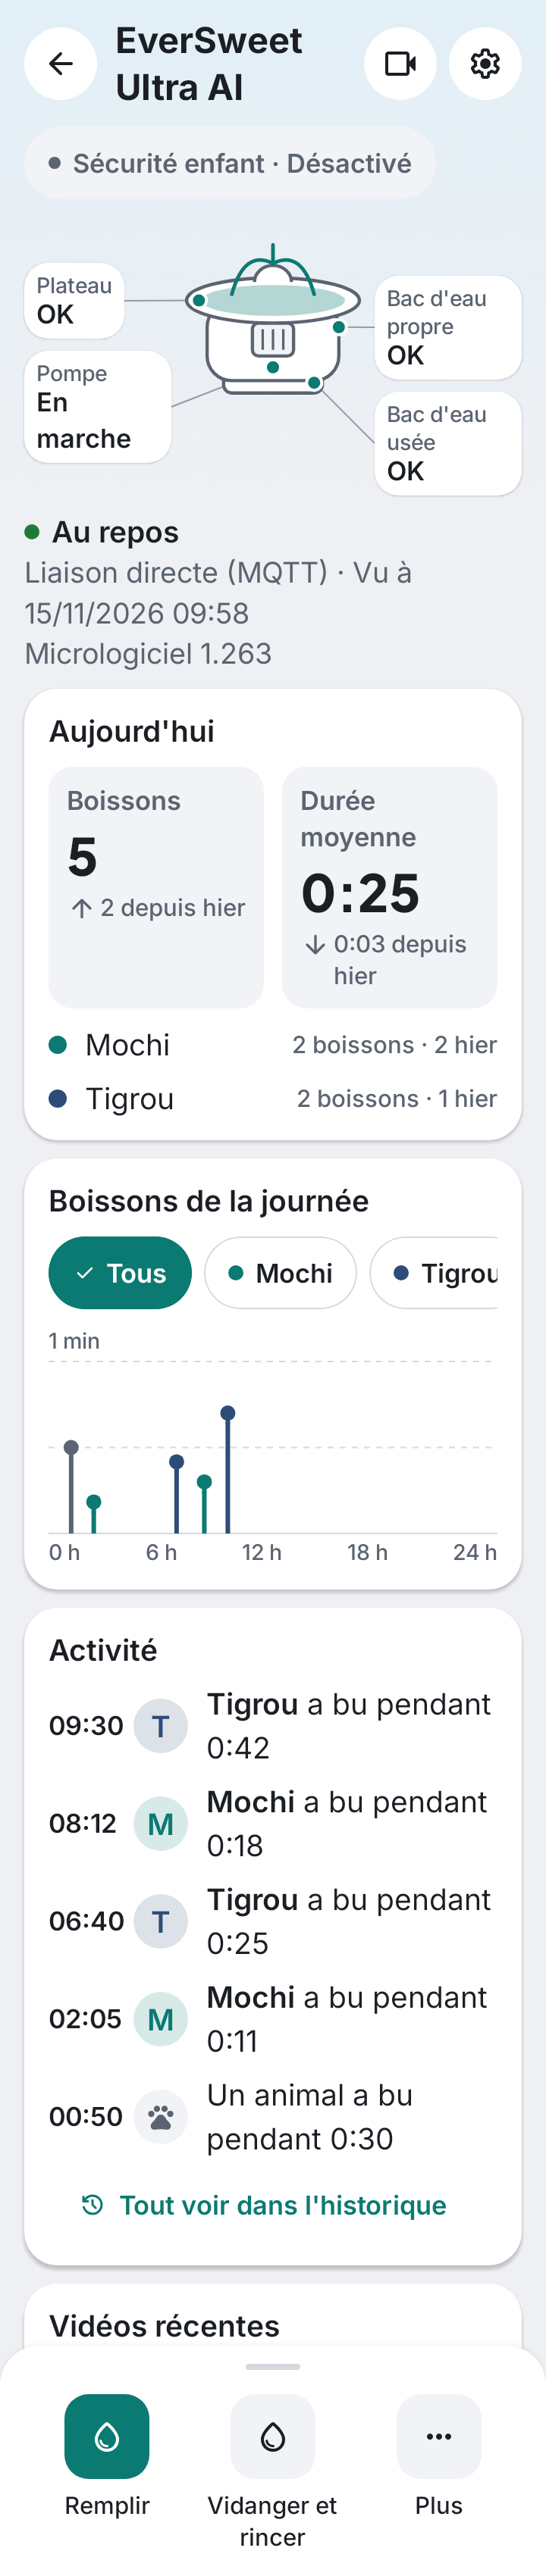 EverSweet
Ultra AI
Sécurité enfant · Désactivé
Plateau
OK
Pompe
En
marche
Bac d'eau
propre
OK
Bac d'eau
usée
OK
Au repos
Liaison directe (MQTT) · Vu à
15/11/2026 09:58
Micrologiciel 1.263
Aujourd'hui
Boissons
5
↑ 2 depuis hier
Durée
moyenne
0:25
↓ 0:03 depuis
hier
Mochi
2 boissons · 2 hier
Tigrou
2 boissons · 1 hier
Boissons de la journée
Tous
Mochi
Tigrou
1 min
0 h
6 h
12 h
18 h
24 h
Activité
09:30
T
Tigrou a bu pendant
0:42
08:12
M
Mochi a bu pendant
0:18
06:40
T
Tigrou a bu pendant
0:25
02:05
M
Mochi a bu pendant
0:11
00:50
Un animal a bu
pendant 0:30
Tout voir dans l'historique
Vidéos récentes
Remplir
Vidanger et
rincer
Plus